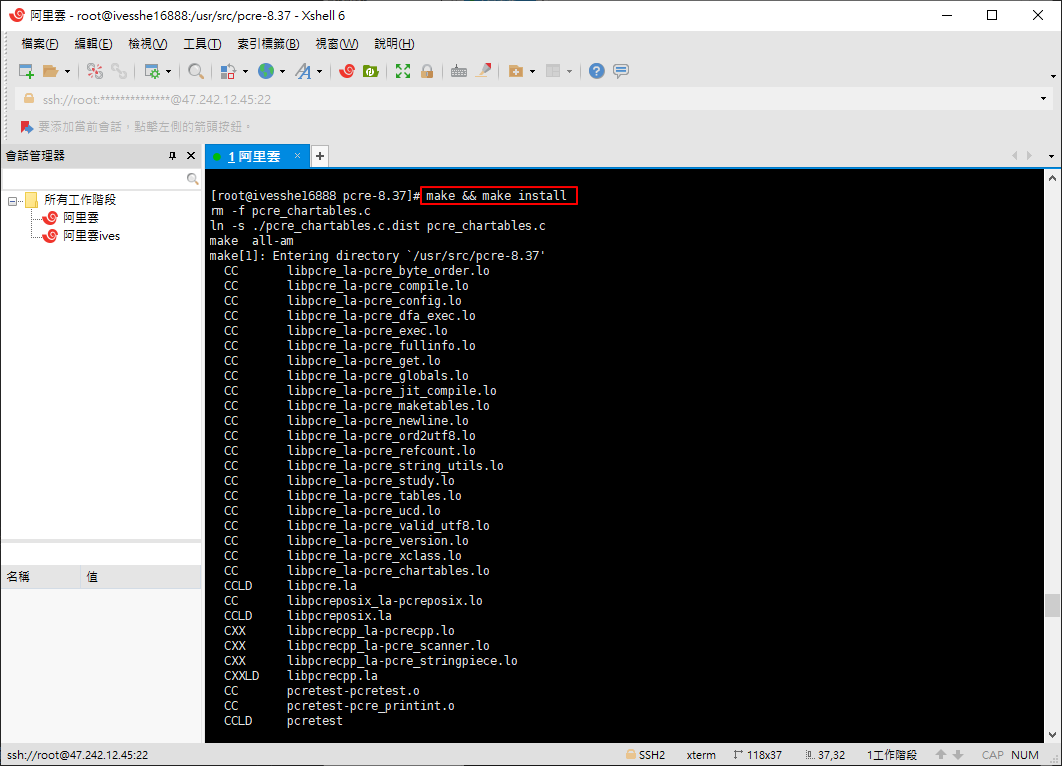 阿里雲 - root@ivesshe16888:/usr/src/pcre-8.37 - Xshell 6
檔案(F) 編輯(E) 檢視(V) 工具(T) 索引標籤(B) 視窗(W) 說明(H)
ssh://root:**************@47.242.12.45:22
要添加當前會話，點擊左側的箭頭按鈕。
會話管理器
1 阿里雲 × +
所有工作階段
阿里雲
阿里雲ives
名稱 值
[root@ivesshe16888 pcre-8.37]# make && make install
rm -f pcre_chartables.c
ln -s ./pcre_chartables.c.dist pcre_chartables.c
make  all-am
make[1]: Entering directory `/usr/src/pcre-8.37'
  CC       libpcre_la-pcre_byte_order.lo
  CC       libpcre_la-pcre_compile.lo
  CC       libpcre_la-pcre_config.lo
  CC       libpcre_la-pcre_dfa_exec.lo
  CC       libpcre_la-pcre_exec.lo
  CC       libpcre_la-pcre_fullinfo.lo
  CC       libpcre_la-pcre_get.lo
  CC       libpcre_la-pcre_globals.lo
  CC       libpcre_la-pcre_jit_compile.lo
  CC       libpcre_la-pcre_maketables.lo
  CC       libpcre_la-pcre_newline.lo
  CC       libpcre_la-pcre_ord2utf8.lo
  CC       libpcre_la-pcre_refcount.lo
  CC       libpcre_la-pcre_string_utils.lo
  CC       libpcre_la-pcre_study.lo
  CC       libpcre_la-pcre_tables.lo
  CC       libpcre_la-pcre_ucd.lo
  CC       libpcre_la-pcre_valid_utf8.lo
  CC       libpcre_la-pcre_version.lo
  CC       libpcre_la-pcre_xclass.lo
  CC       libpcre_la-pcre_chartables.lo
  CCLD     libpcre.la
  CC       libpcreposix_la-pcreposix.lo
  CCLD     libpcreposix.la
  CXX      libpcrecpp_la-pcrecpp.lo
  CXX      libpcrecpp_la-pcre_scanner.lo
  CXX      libpcrecpp_la-pcre_stringpiece.lo
  CXXLD    libpcrecpp.la
  CC       pcretest-pcretest.o
  CC       pcretest-pcre_printint.o
  CCLD     pcretest
ssh://root@47.242.12.45:22 SSH2 xterm 118x37 37,32 1工作階段 CAP NUM